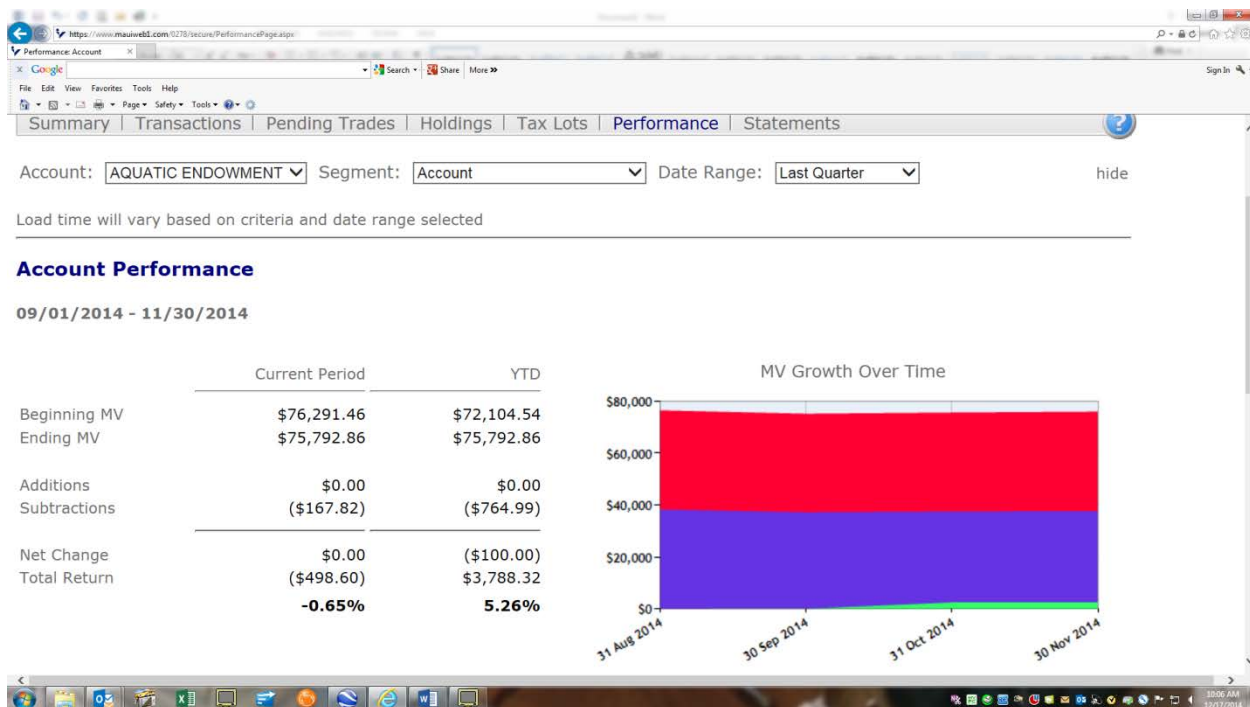 https://www.mauiweb1.com/0278/secure/PerformancePage.aspx
Performance: Account
Google Search Share More » Sign In
File Edit View Favorites Tools Help
Page Safety Tools
Summary | Transactions | Pending Trades | Holdings | Tax Lots | Performance | Statements
Account: AQUATIC ENDOWMENT Segment: Account Date Range: Last Quarter hide
Load time will vary based on criteria and date range selected
Account Performance
09/01/2014 - 11/30/2014
Current Period YTD
Beginning MV $76,291.46 $72,104.54
Ending MV $75,792.86 $75,792.86
Additions $0.00 $0.00
Subtractions ($167.82) ($764.99)
Net Change $0.00 ($100.00)
Total Return ($498.60) $3,788.32
-0.65% 5.26%
MV Growth Over Time
$80,000
$60,000
$40,000
$20,000
$0
31 Aug 2014 30 Sep 2014 31 Oct 2014 30 Nov 2014
10:06 AM
12/17/2014